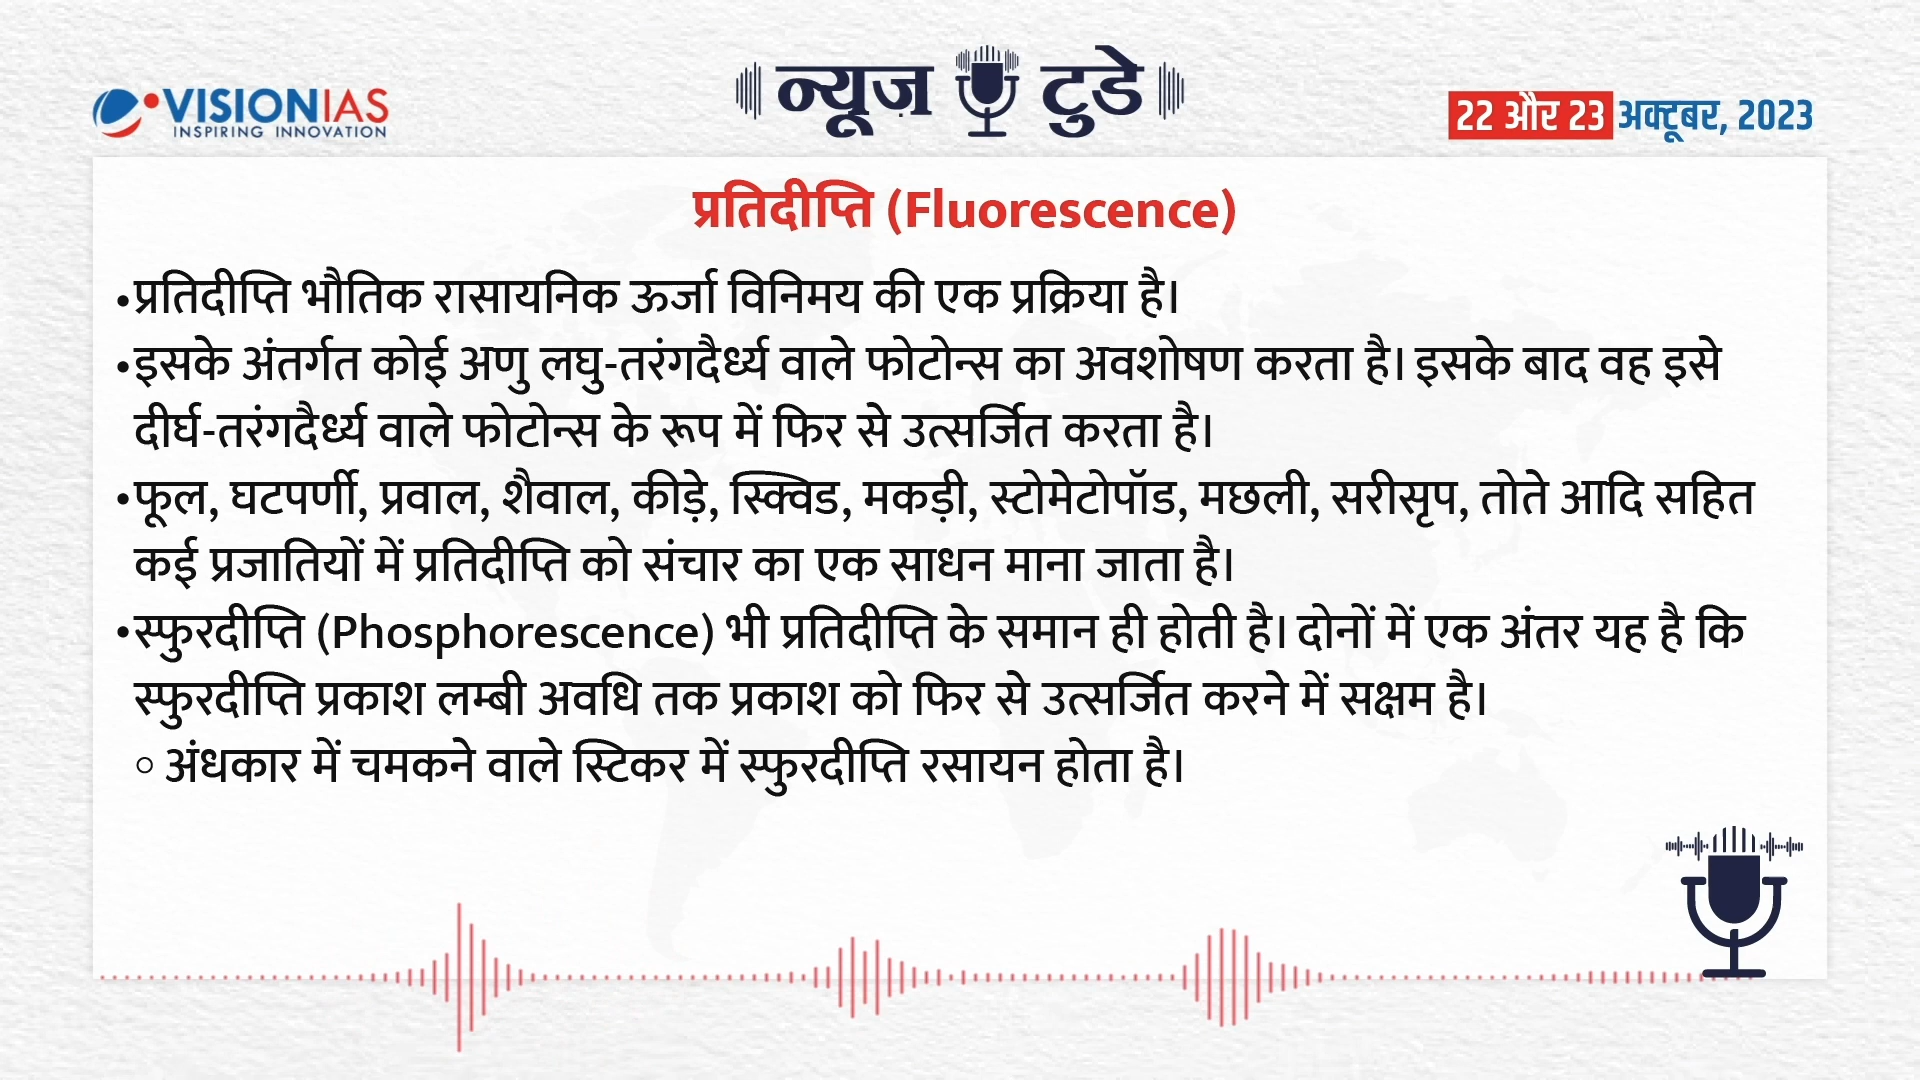 VISIONIAS
INSPIRING INNOVATION
न्यूज़ टुडे
22 और 23 अक्टूबर, 2023
प्रतिदीप्ति (Fluorescence)
•प्रतिदीप्ति भौतिक रासायनिक ऊर्जा विनिमय की एक प्रक्रिया है।
•इसके अंतर्गत कोई अणु लघु-तरंगदैर्ध्य वाले फोटोन्स का अवशोषण करता है। इसके बाद वह इसे
दीर्घ-तरंगदैर्ध्य वाले फोटोन्स के रूप में फिर से उत्सर्जित करता है।
•फूल, घटपर्णी, प्रवाल, शैवाल, कीड़े, स्क्विड, मकड़ी, स्टोमेटोपॉड, मछली, सरीसृप, तोते आदि सहित
कई प्रजातियों में प्रतिदीप्ति को संचार का एक साधन माना जाता है।
•स्फुरदीप्ति (Phosphorescence) भी प्रतिदीप्ति के समान ही होती है। दोनों में एक अंतर यह है कि
स्फुरदीप्ति प्रकाश लम्बी अवधि तक प्रकाश को फिर से उत्सर्जित करने में सक्षम है।
○ अंधकार में चमकने वाले स्टिकर में स्फुरदीप्ति रसायन होता है।